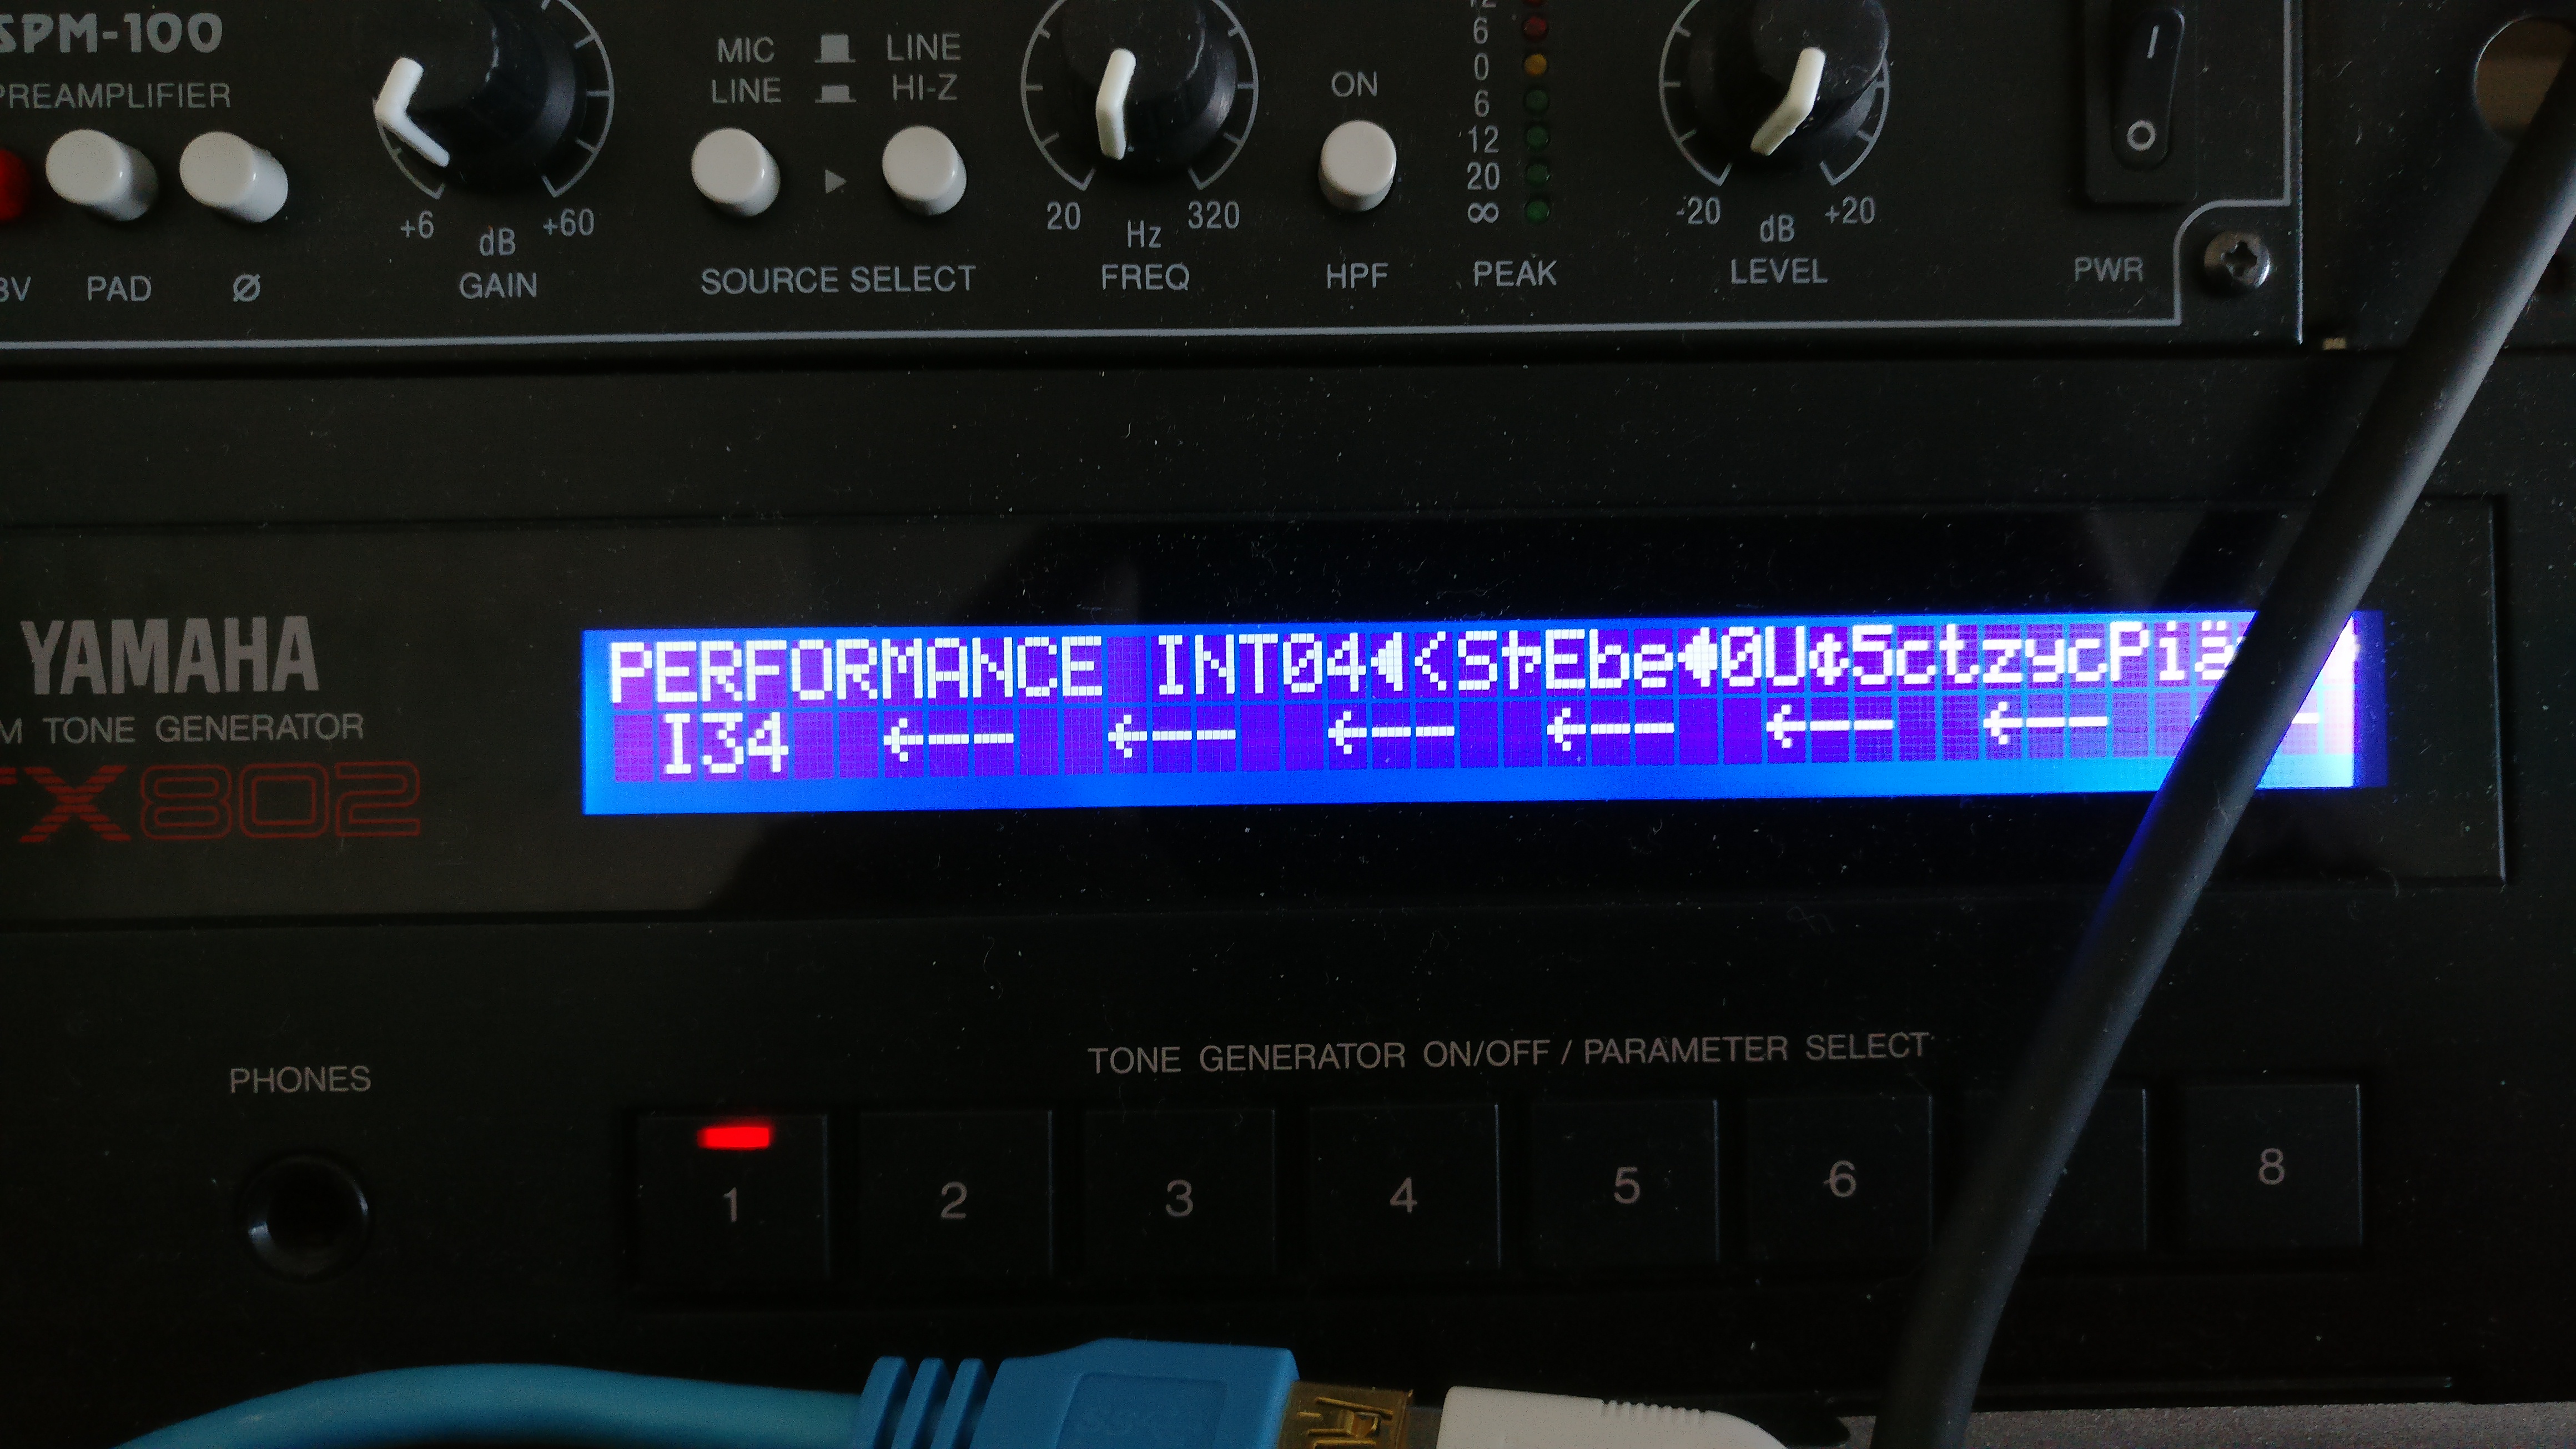 SPM-100
PREAMPLIFIER
PAD
Ø
+6
dB
+60
GAIN
MIC LINE
LINE HI-Z
SOURCE SELECT
20
Hz
320
FREQ
ON
HPF
6
0
6
12
20
∞
PEAK
-20
dB
+20
LEVEL
PWR
YAMAHA
TONE GENERATOR
TX802
PERFORMANCE INT04
I34 ←-- ←-- ←-- ←-- ←-- ←--
PHONES
TONE GENERATOR ON/OFF / PARAMETER SELECT
1 2 3 4 5 6 8